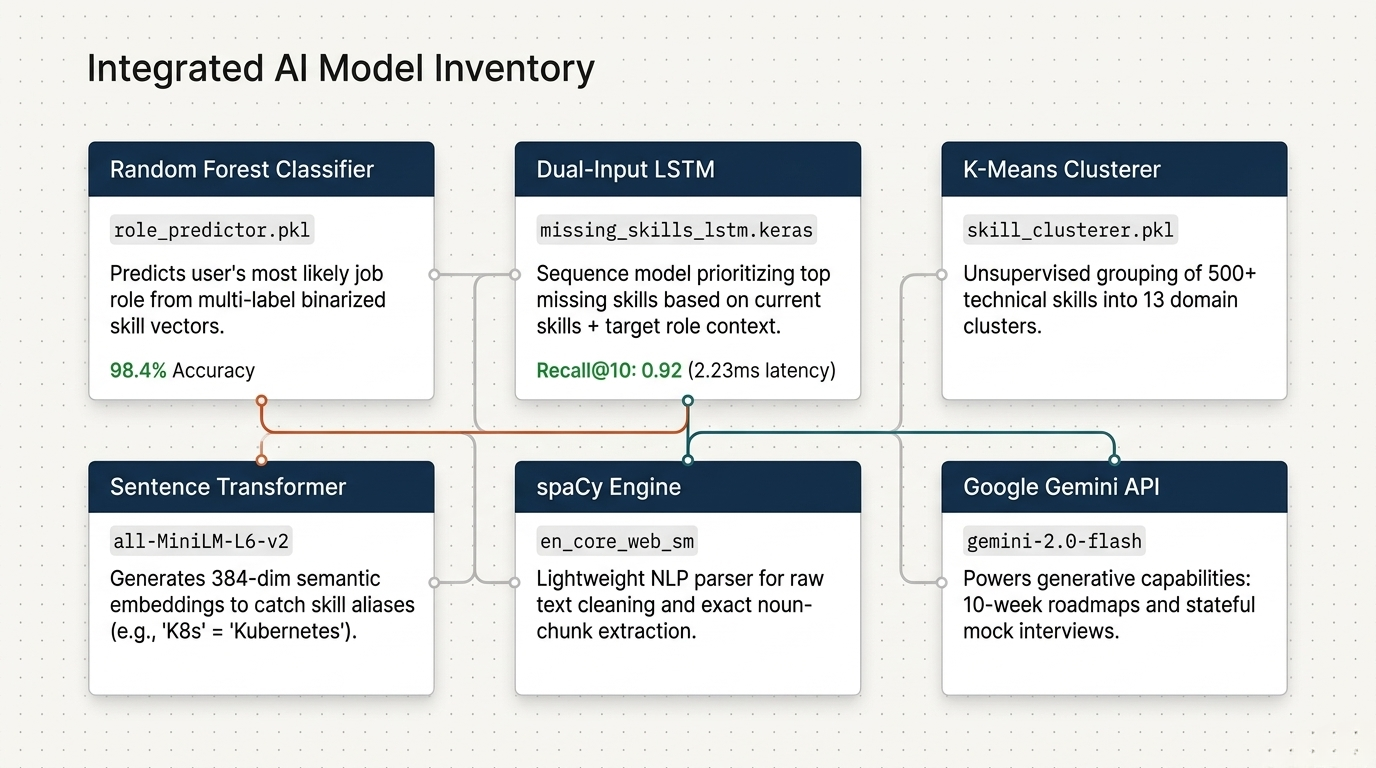 Integrated AI Model Inventory
Random Forest Classifier
role_predictor.pkl
Predicts user's most likely job
role from multi-label binarized
skill vectors.
98.4% Accuracy
Dual-Input LSTM
missing_skills_lstm.keras
Sequence model prioritizing top
missing skills based on current
skills + target role context.
Recall@10: 0.92 (2.23ms latency)
K-Means Clusterer
skill_clusterer.pkl
Unsupervised grouping of 500+
technical skills into 13 domain
clusters.
Sentence Transformer
all-MiniLM-L6-v2
Generates 384-dim semantic
embeddings to catch skill aliases
(e.g., 'K8s' = 'Kubernetes').
spaCy Engine
en_core_web_sm
Lightweight NLP parser for raw
text cleaning and exact noun-
chunk extraction.
Google Gemini API
gemini-2.0-flash
Powers generative capabilities:
10-week roadmaps and stateful
mock interviews.